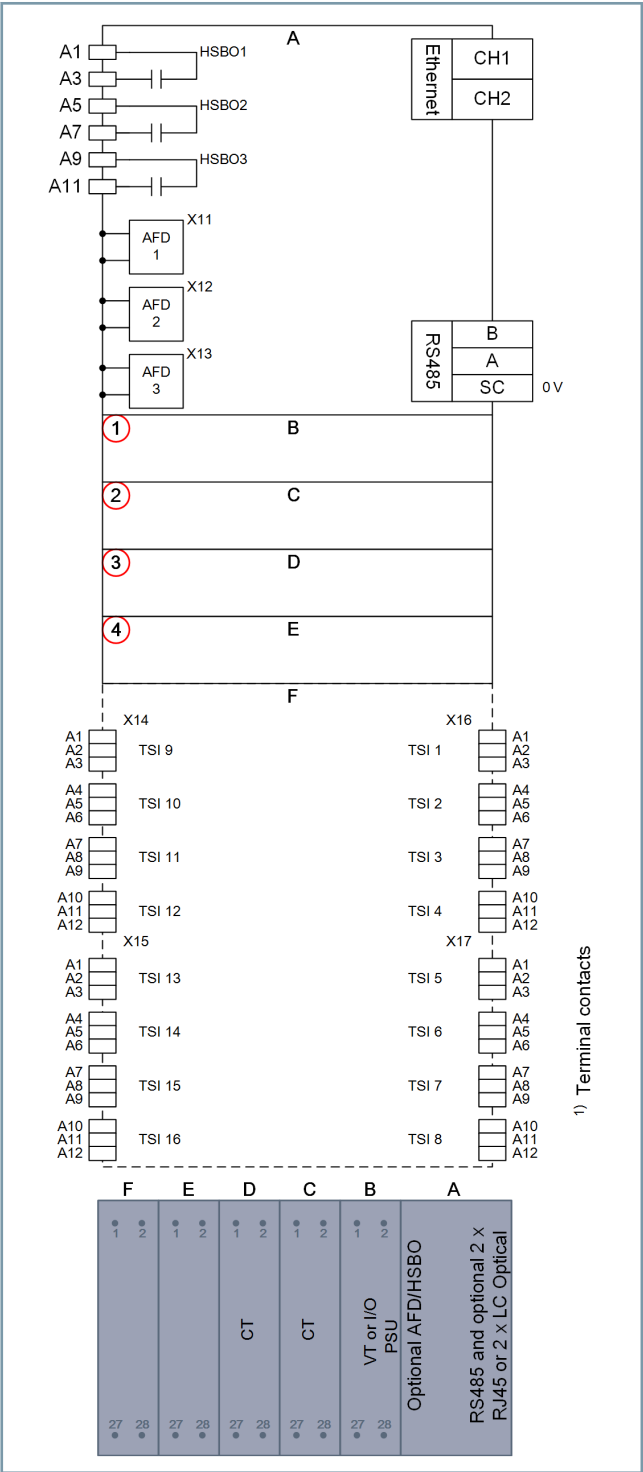 A
A1
HSBO1
A3
A5
HSBO2
A7
A9
HSBO3
A11
Ethernet
CH1
CH2
X11
AFD
1
X12
AFD
2
X13
AFD
3
RS485
B
A
SC
0 V
1
B
2
C
3
D
4
E
F
X14
A1
A2
A3
TSI 9
A4
A5
A6
TSI 10
A7
A8
A9
TSI 11
A10
A11
A12
TSI 12
X15
A1
A2
A3
TSI 13
A4
A5
A6
TSI 14
A7
A8
A9
TSI 15
A10
A11
A12
TSI 16
X16
TSI 1
A1
A2
A3
TSI 2
A4
A5
A6
TSI 3
A7
A8
A9
TSI 4
A10
A11
A12
X17
TSI 5
A1
A2
A3
TSI 6
A4
A5
A6
TSI 7
A7
A8
A9
TSI 8
A10
A11
A12
1) Terminal contacts
F E D C B A
1 2 1 2 1 2 1 2 1 2
CT
CT
VT or I/O
PSU
Optional AFD/HSBO
RS485 and optional 2 x
RJ45 or 2 x LC Optical
27 28 27 28 27 28 27 28 27 28